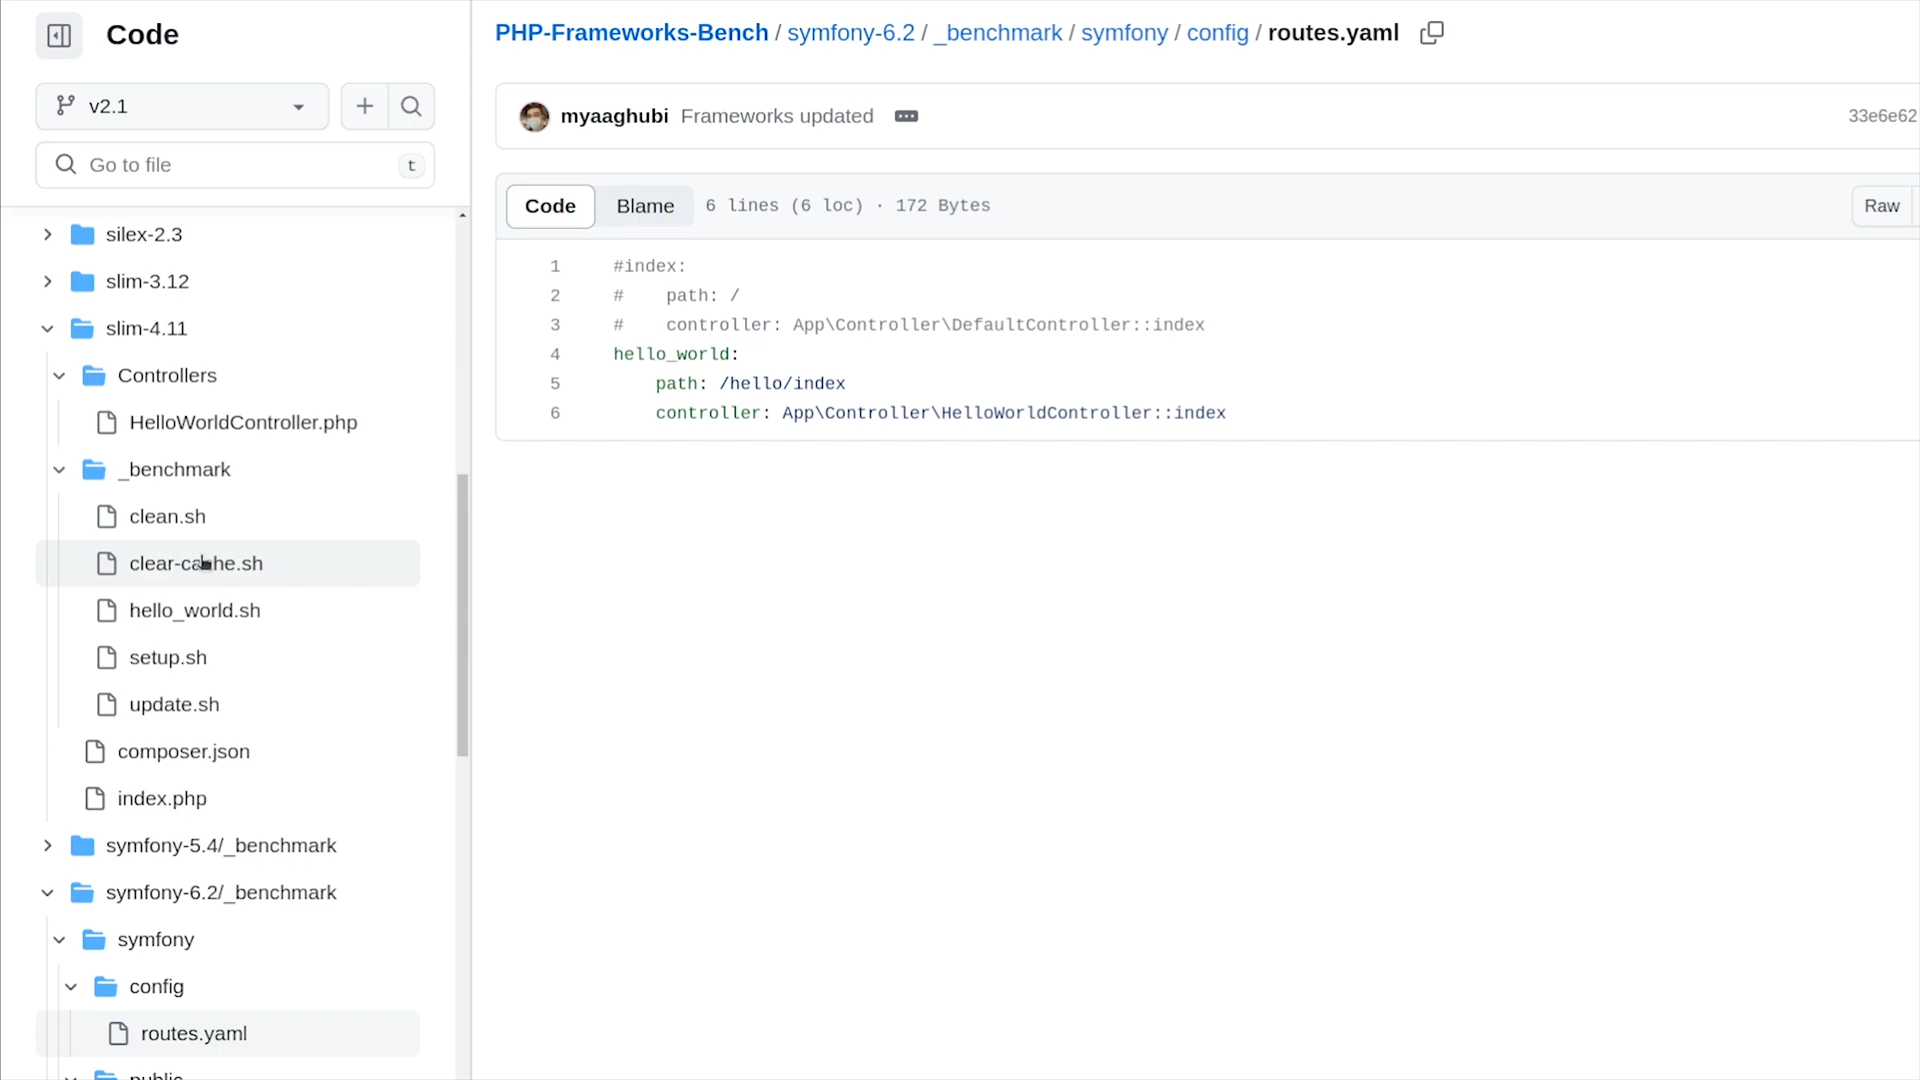 Code
v2.1
Go to file
t
silex-2.3
slim-3.12
slim-4.11
Controllers
HelloWorldController.php
_benchmark
clean.sh
clear-cache.sh
hello_world.sh
setup.sh
update.sh
composer.json
index.php
symfony-5.4/_benchmark
symfony-6.2/_benchmark
symfony
config
routes.yaml
public
PHP-Frameworks-Bench / symfony-6.2 / _benchmark / symfony / config / routes.yaml
myaaghubi Frameworks updated
33e6e62
Code Blame 6 lines (6 loc) · 172 Bytes
Raw
1 #index:
2 #    path: /
3 #    controller: App\Controller\DefaultController::index
4 hello_world:
5     path: /hello/index
6     controller: App\Controller\HelloWorldController::index